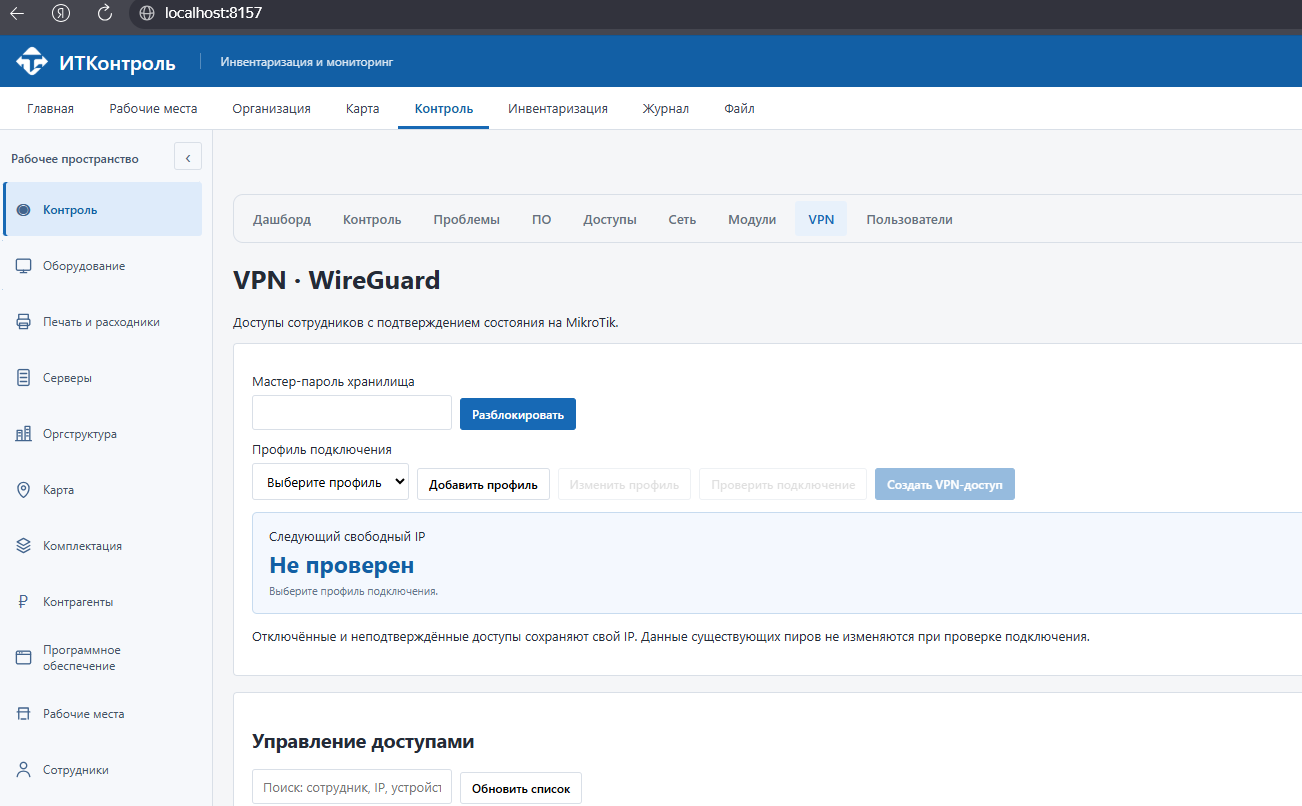 localhost:8157
ИТКонтроль
Инвентаризация и мониторинг
Главная Рабочие места Организация Карта Контроль Инвентаризация Журнал Файл
Рабочее пространство
Контроль
Оборудование
Печать и расходники
Серверы
Оргструктура
Карта
Комплектация
Контрагенты
Программное
обеспечение
Рабочие места
Сотрудники
Дашборд Контроль Проблемы ПО Доступы Сеть Модули VPN Пользователи
VPN · WireGuard
Доступы сотрудников с подтверждением состояния на MikroTik.
Мастер-пароль хранилища
Разблокировать
Профиль подключения
Выберите профиль Добавить профиль Изменить профиль Проверить подключение Создать VPN-доступ
Следующий свободный IP
Не проверен
Выберите профиль подключения.
Отключённые и неподтверждённые доступы сохраняют свой IP. Данные существующих пиров не изменяются при проверке подключения.
Управление доступами
Поиск: сотрудник, IP, устройст Обновить список